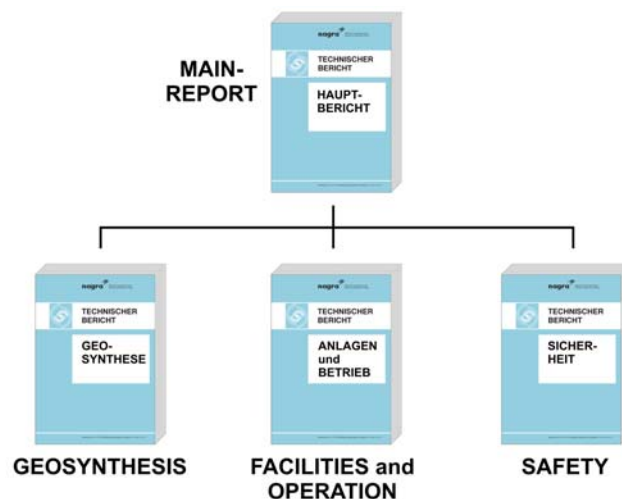 nagra
TECHNISCHER
BERICHT
MAIN-
REPORT
HAUPT-
BERICHT
nagra
TECHNISCHER
BERICHT
GEO-
SYNTHESE
nagra
TECHNISCHER
BERICHT
ANLAGEN
und
BETRIEB
nagra
TECHNISCHER
BERICHT
SICHER-
HEIT
GEOSYNTHESIS
FACILITIES and
OPERATION
SAFETY